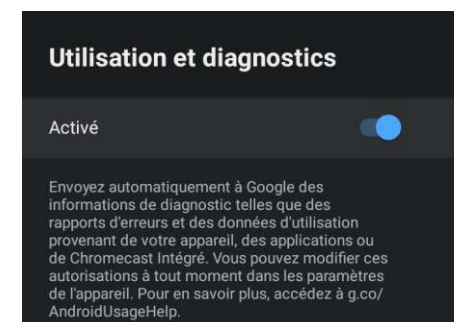 Utilisation et diagnostics
Activé
Envoyez automatiquement à Google des
informations de diagnostic telles que des
rapports d'erreurs et des données d'utilisation
provenant de votre appareil, des applications ou
de Chromecast Intégré. Vous pouvez modifier ces
autorisations à tout moment dans les paramètres
de l'appareil. Pour en savoir plus, accédez à g.co/
AndroidUsageHelp.